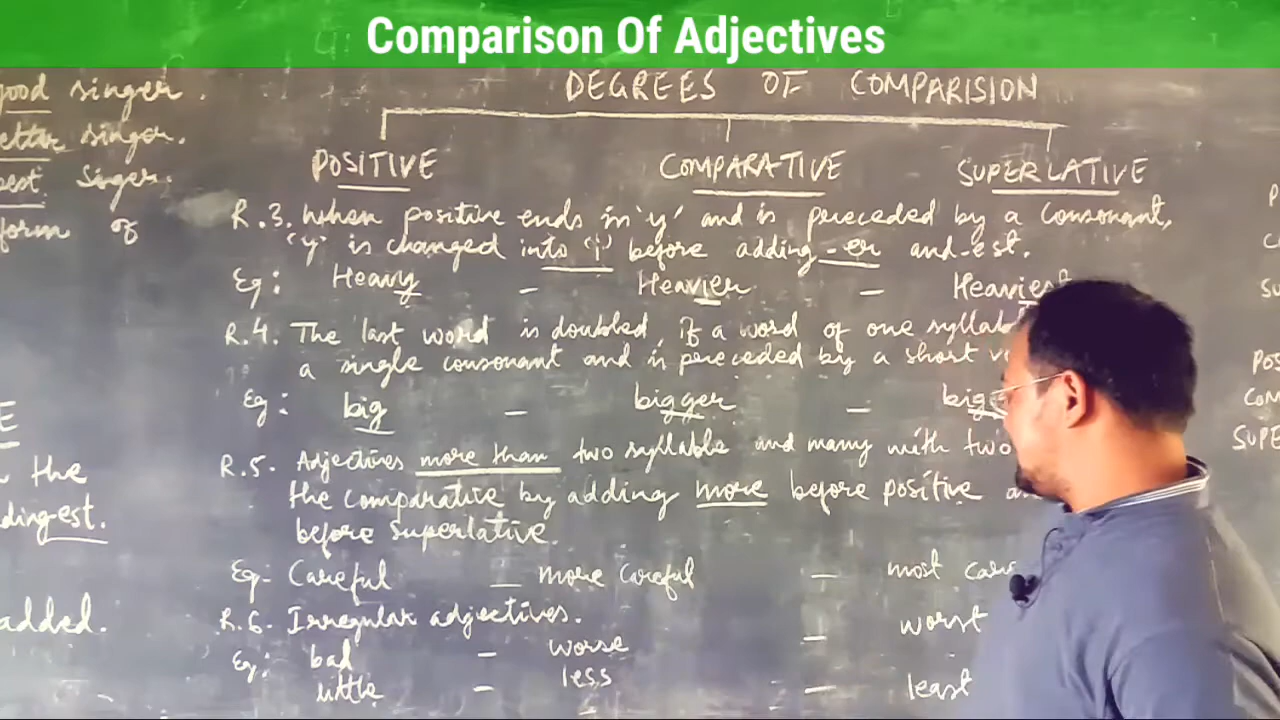 Comparison Of Adjectives
DEGREES OF COMPARISION
POSITIVE COMPARATIVE SUPERLATIVE
R.3. When positive ends in 'y' and is preceded by a consonant,
'y' is changed into 'i' before adding -er and -est.
Eg: Heavy - Heavier - Heaviest
R.4. The last word is doubled, if a word of one
a single consonant and is preceded by a short
Eg: big - bigger -
R.5. Adjectives more than two syllable and many with two
the comparative by adding more before positive
before superlative.
Eg- Careful - more careful - most
R.6. Irregular adjectives.
Eg: bad - worse - worst
little - less - least
singer.
singer.
singer.
form of
the
added.